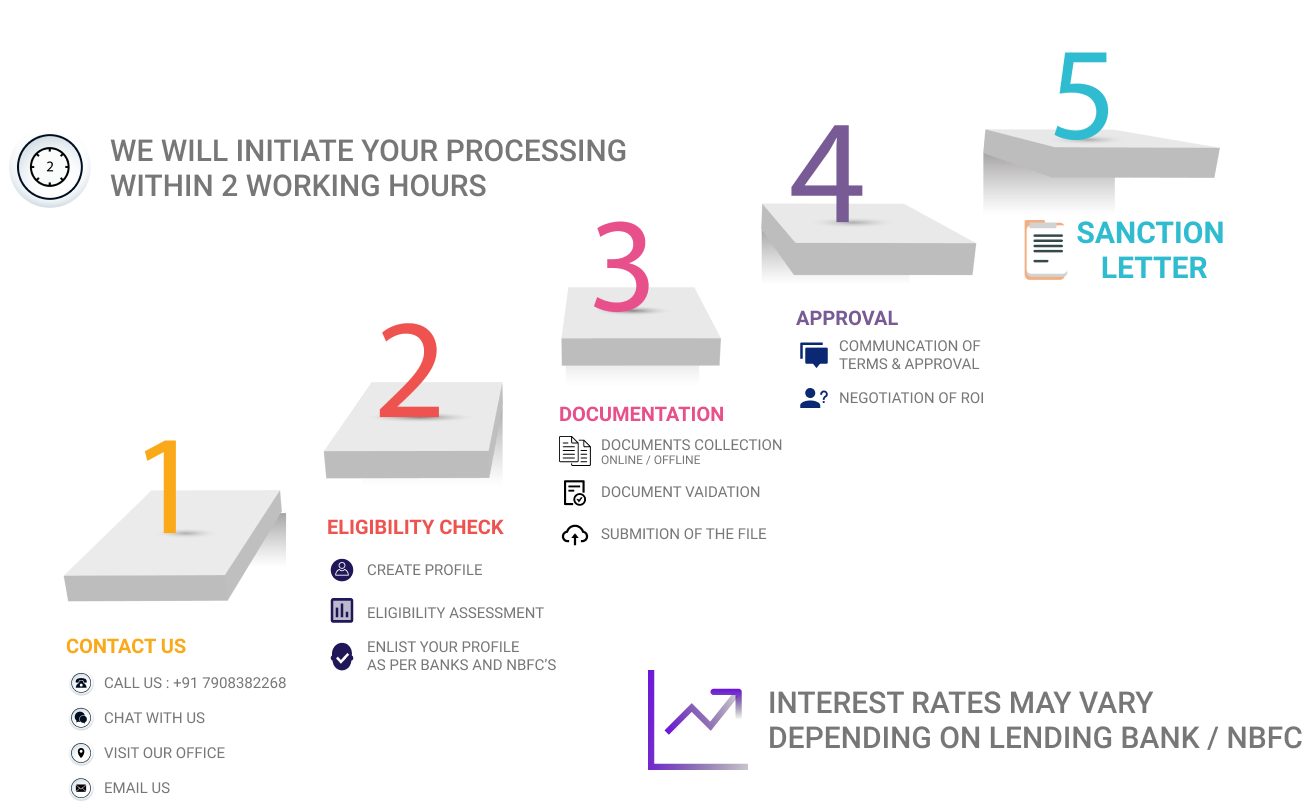 2
WE WILL INITIATE YOUR PROCESSING
WITHIN 2 WORKING HOURS
1
CONTACT US
CALL US : +91 7908382268
CHAT WITH US
VISIT OUR OFFICE
EMAIL US
2
ELIGIBILITY CHECK
CREATE PROFILE
ELIGIBILITY ASSESSMENT
ENLIST YOUR PROFILE
AS PER BANKS AND NBFC'S
3
DOCUMENTATION
DOCUMENTS COLLECTION
ONLINE / OFFLINE
DOCUMENT VAIDATION
SUBMITION OF THE FILE
4
APPROVAL
COMMUNCATION OF
TERMS & APPROVAL
?
NEGOTIATION OF ROI
5
SANCTION
LETTER
INTEREST RATES MAY VARY
DEPENDING ON LENDING BANK / NBFC